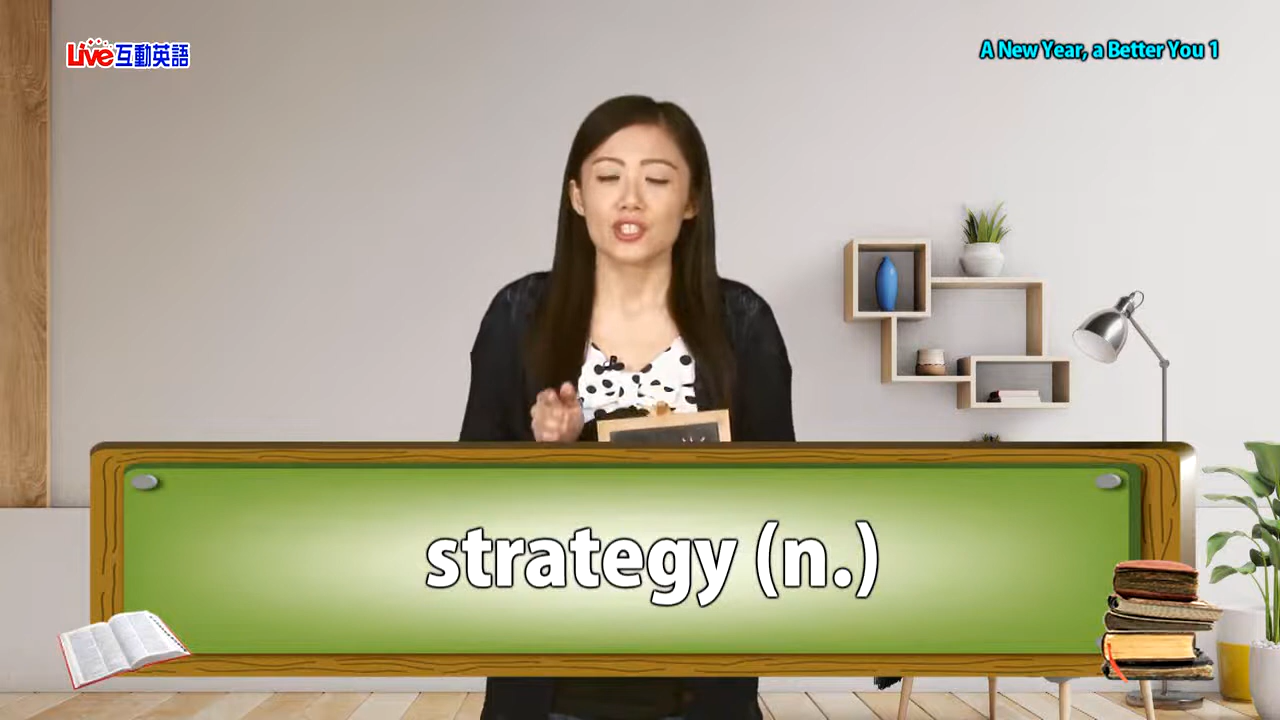 Live互動英語
A New Year, a Better You 1
strategy (n.)